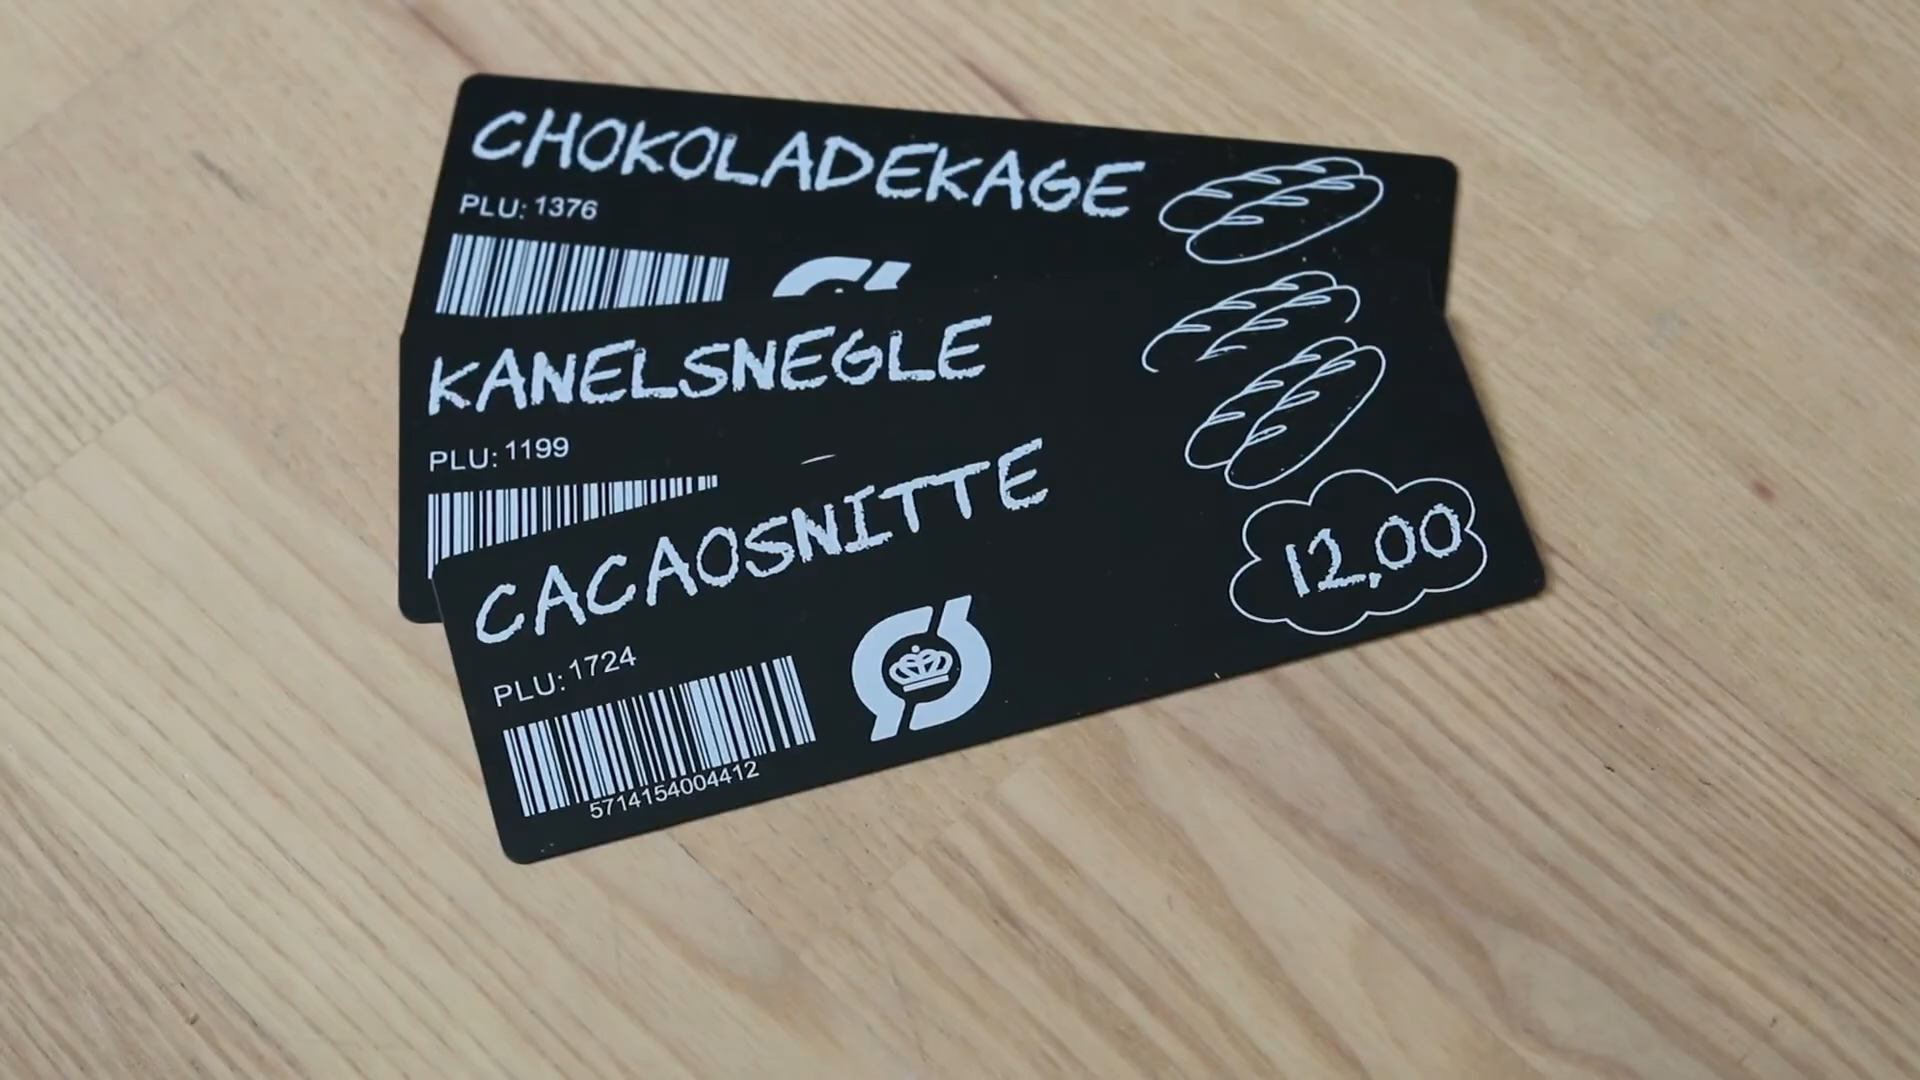 CHOKOLADEKAGE
PLU: 1376
KANELSNEGLE
PLU: 1199
CACAOSNITTE
PLU: 1724
5714154004412
12,00